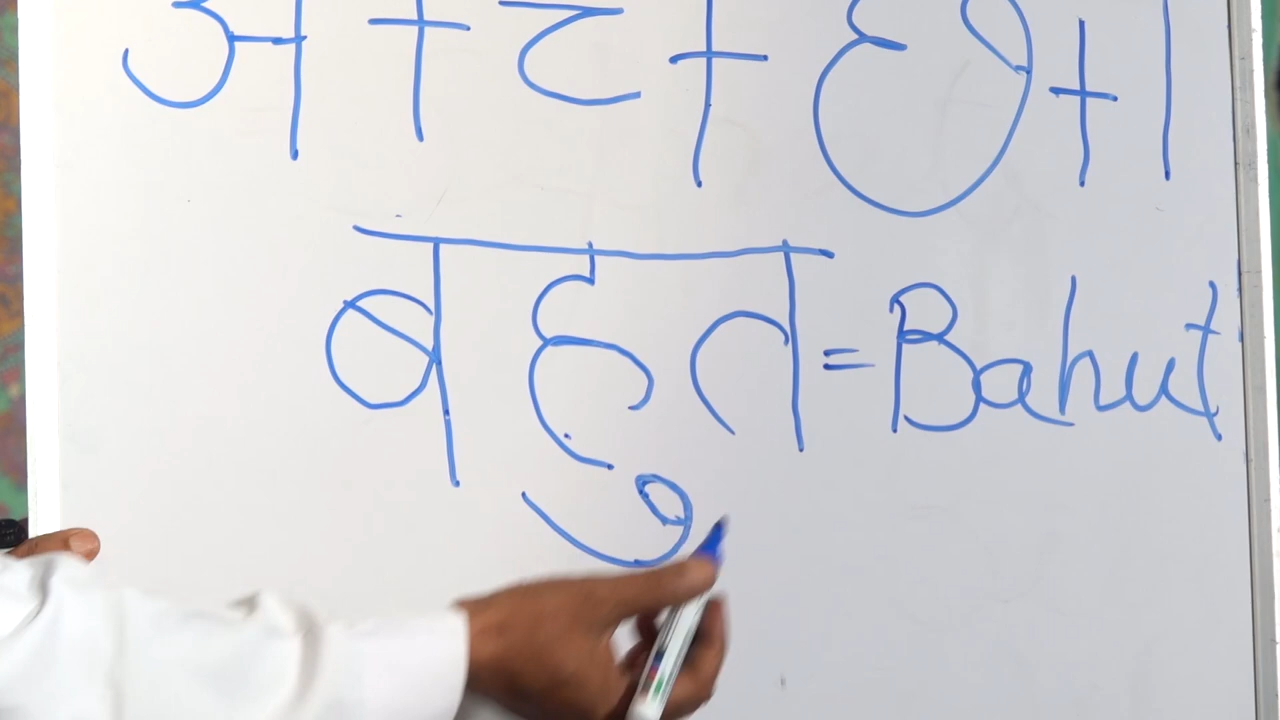 अ + च् + छ + ा
बहुत = Bahut